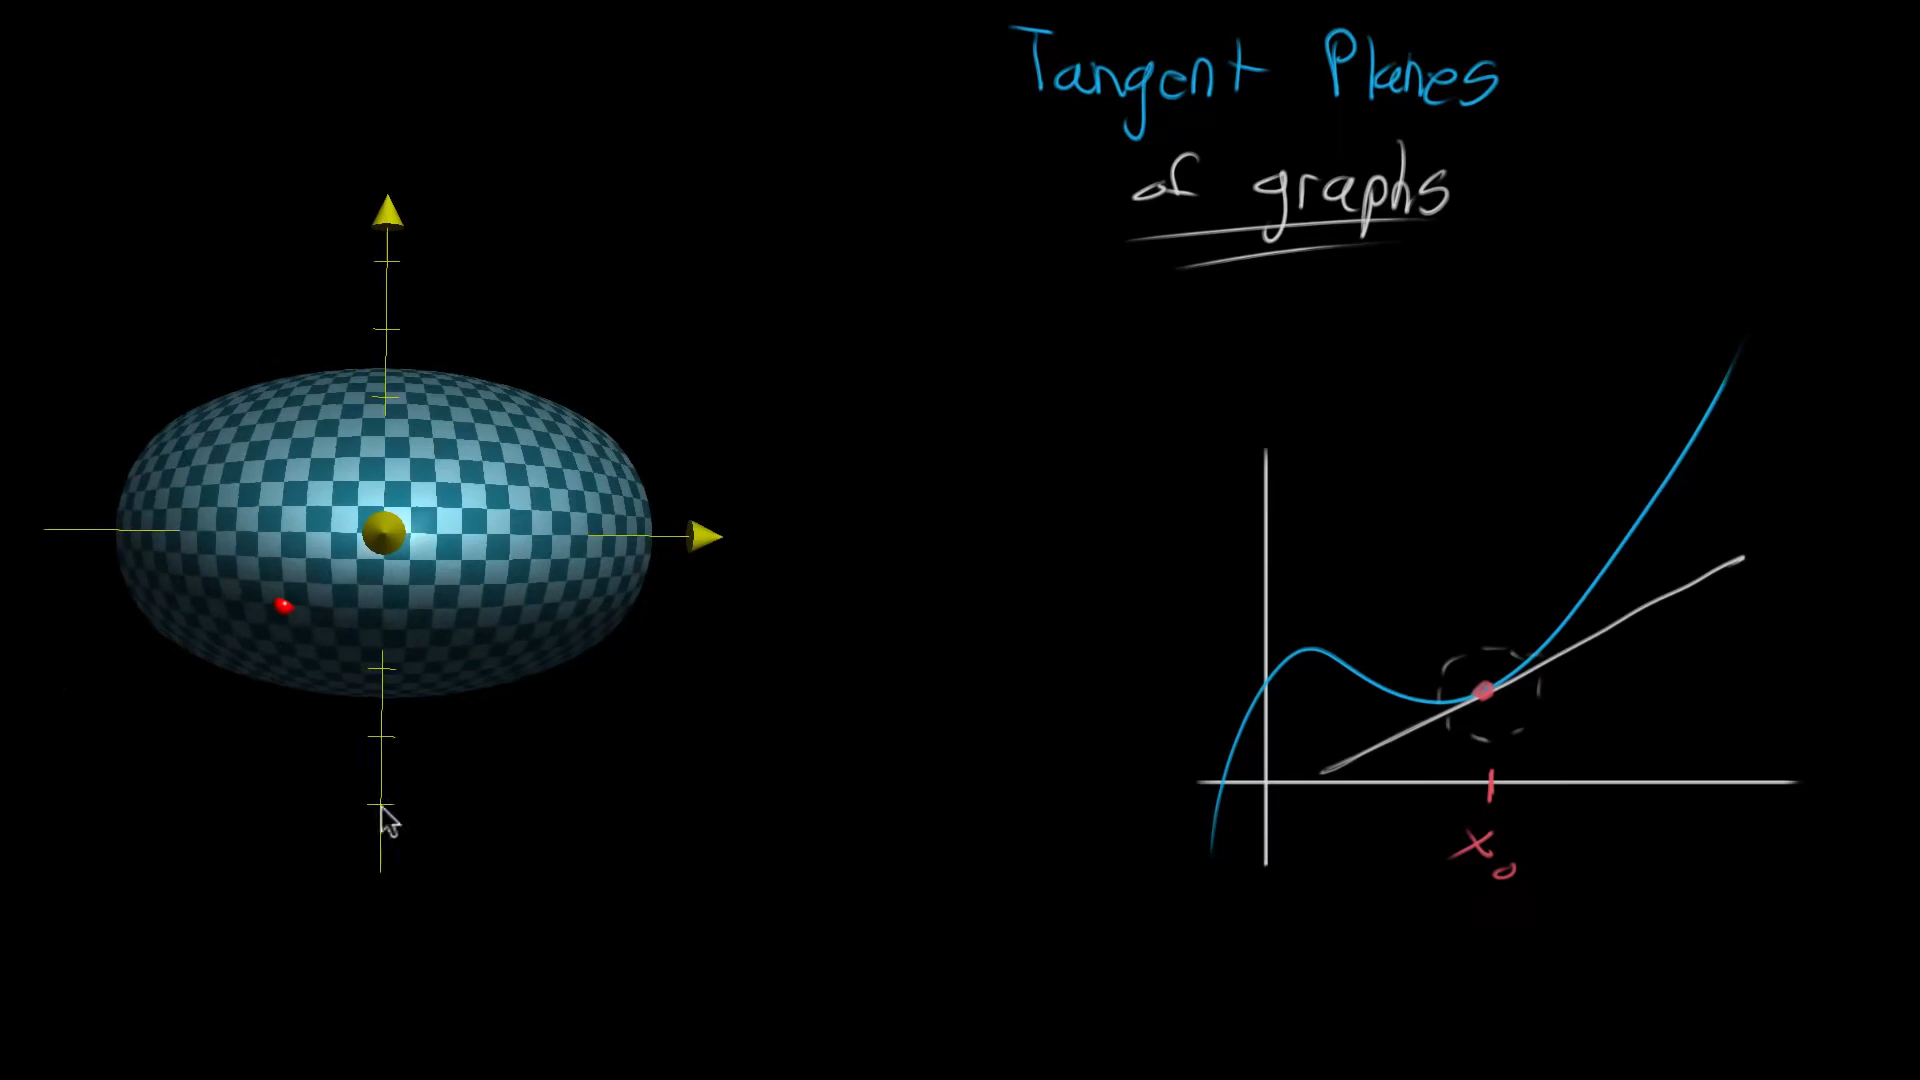 Tangent Planes
of graphs
x₀